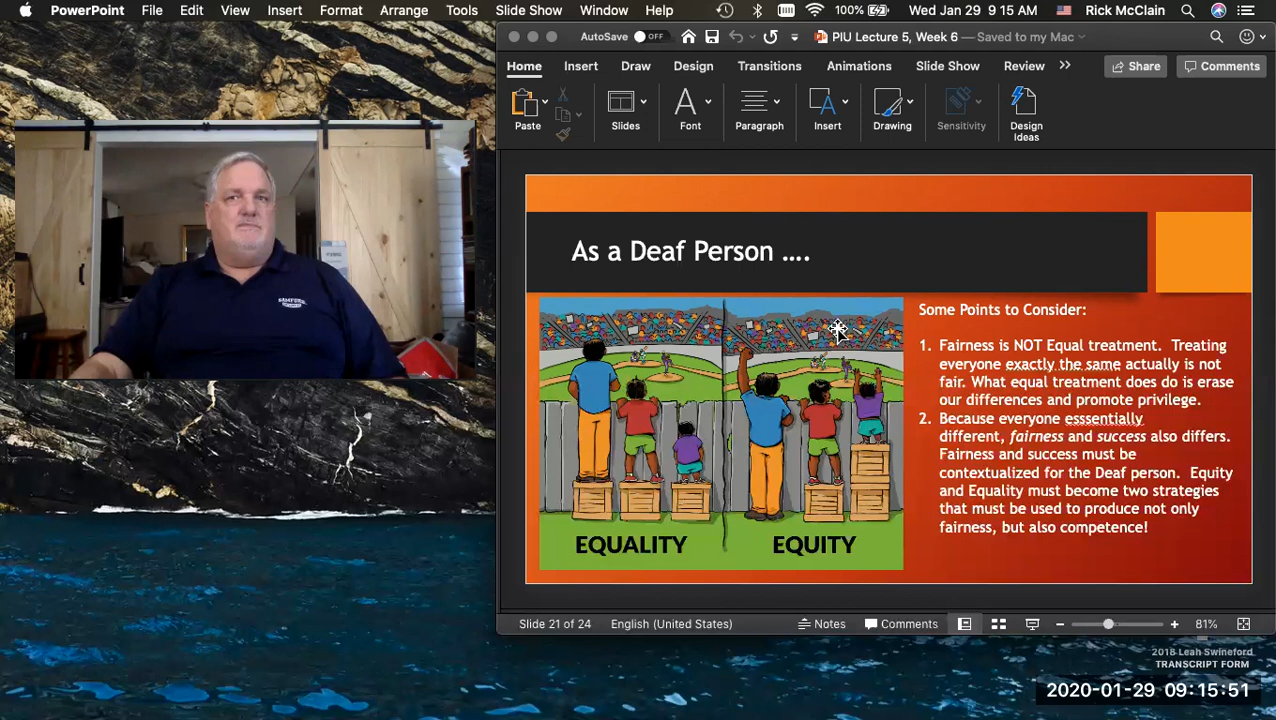 PowerPoint File Edit View Insert Format Arrange Tools Slide Show Window Help 100% Wed Jan 29 9 15 AM Rick McClain
AutoSave OFF PIU Lecture 5, Week 6 — Saved to my Mac
Home Insert Draw Design Transitions Animations Slide Show Review Share Comments
Paste Slides Font Paragraph Insert Drawing Sensitivity Design
Ideas
As a Deaf Person ....
SAMFORD
EQUALITY
EQUITY
Some Points to Consider:
1. Fairness is NOT Equal treatment. Treating
everyone exactly the same actually is not
fair. What equal treatment does do is erase
our differences and promote privilege.
2. Because everyone esssentially
different, fairness and success also differs.
Fairness and success must be
contextualized for the Deaf person. Equity
and Equality must become two strategies
that must be used to produce not only
fairness, but also competence!
Slide 21 of 24 English (United States) Notes Comments 81%
2018 Leah Swineford
TRANSCRIPT FORM
2020-01-29 09:15:51